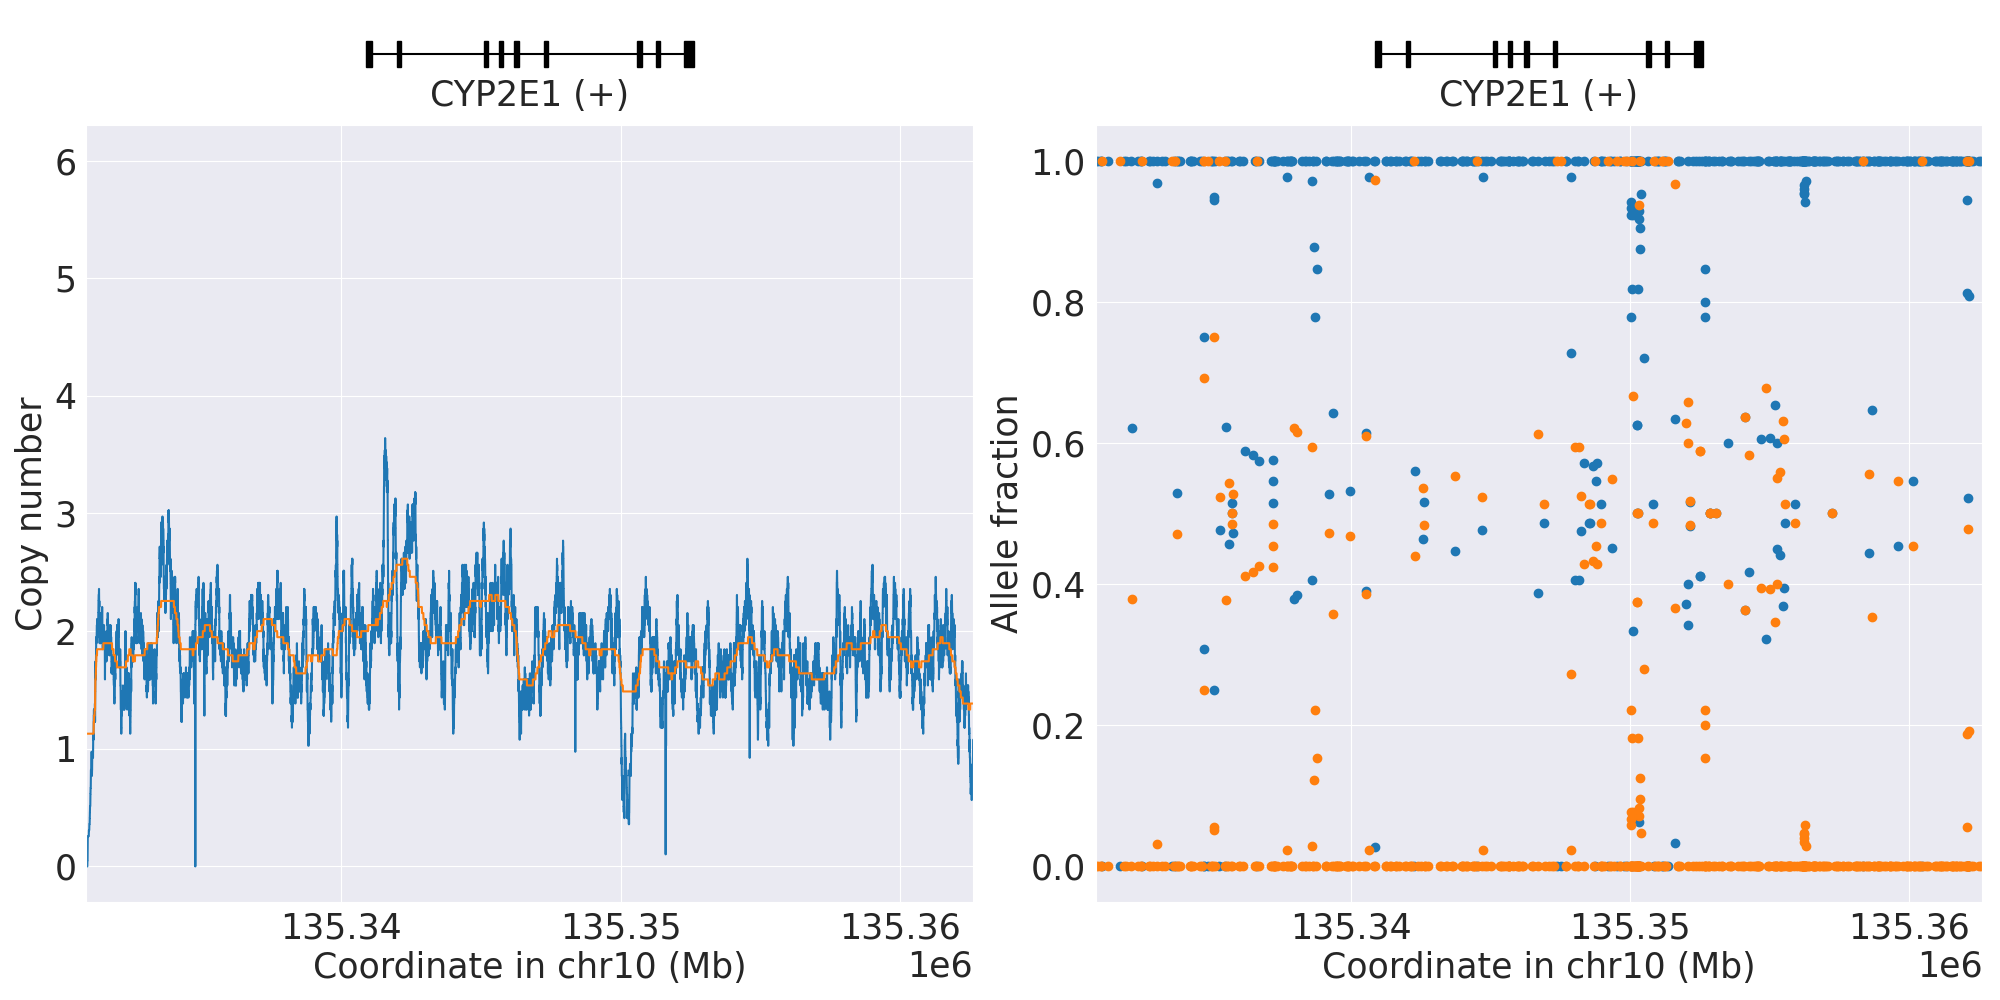 CYP2E1 (+)
6
5
4
3
2
1
0
Copy number
135.34 135.35 135.36
Coordinate in chr10 (Mb)
1e6
CYP2E1 (+)
1.0
0.8
0.6
0.4
0.2
0.0
Allele fraction
135.34 135.35 135.36
Coordinate in chr10 (Mb)
1e6